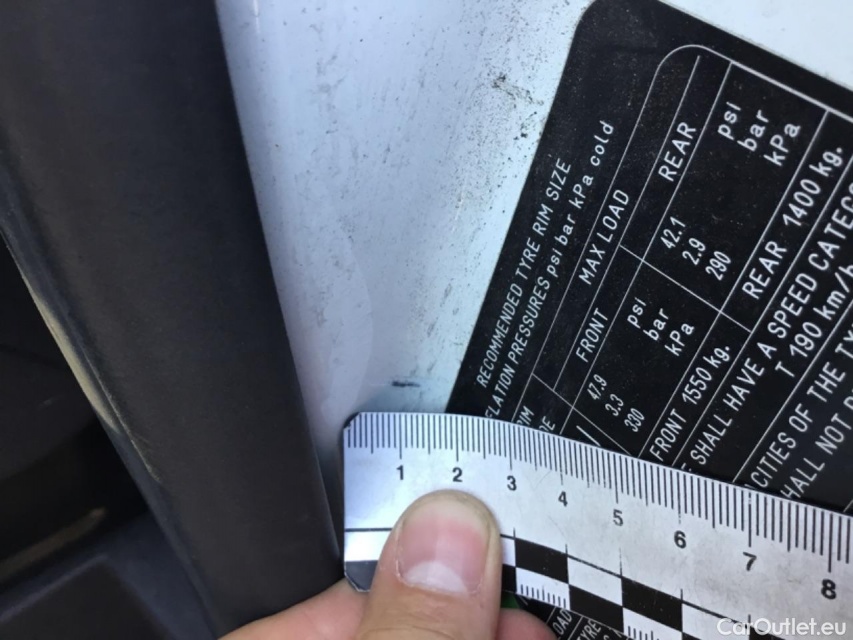 RECOMMENDED TYRE RIM SIZE
LATION PRESSURES psi bar kPa cold
MAX LOAD
FRONT
REAR
47.9 psi
3.3 bar
330 kPa
42.1 psi
2.9 bar
290 kPa
FRONT 1550 kg.
REAR 1400 kg.
SHALL HAVE A SPEED CATEG
T 190 km/h
CITIES OF THE TY
HALL NOT
1 2 3 4 5 6 7 8
CarOutlet.eu